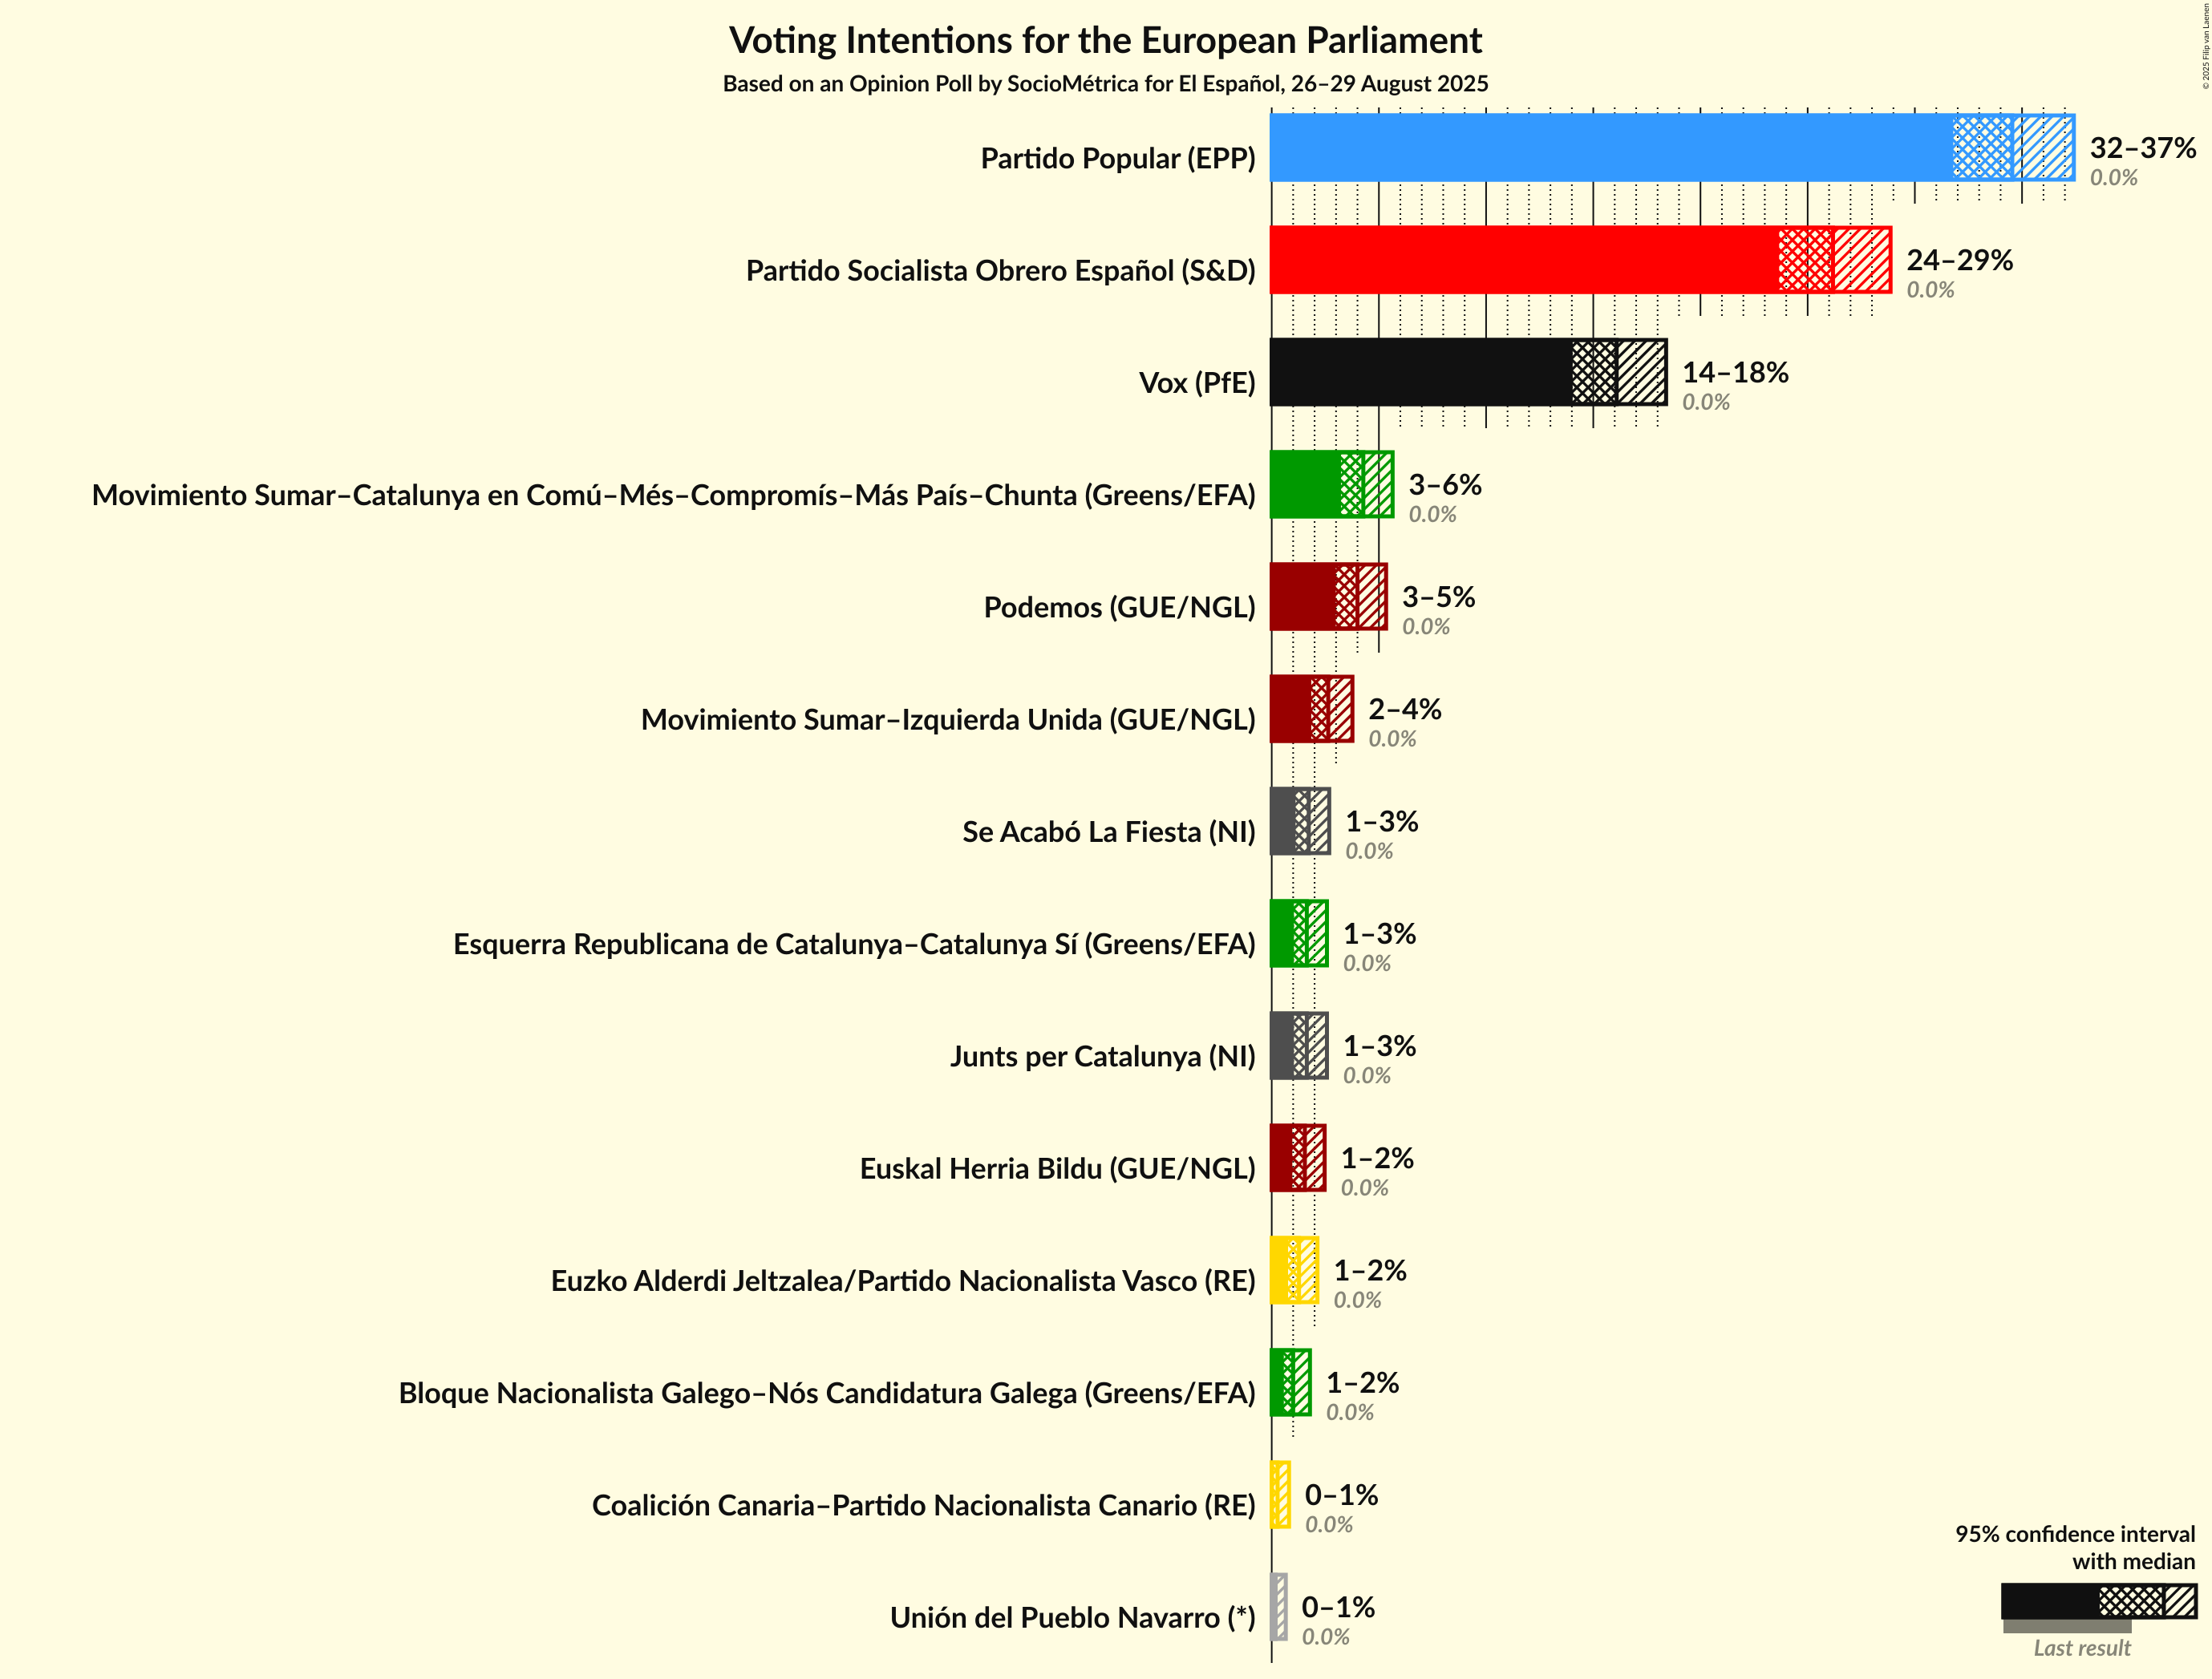 Voting Intentions for the European Parliament
Based on an Opinion Poll by SocioMétrica for El Español, 26–29 August 2025
© 2025 Filip van Laenen
Partido Popular (EPP)
32–37%
0.0%
Partido Socialista Obrero Español (S&D)
24–29%
0.0%
Vox (PfE)
14–18%
0.0%
Movimiento Sumar–Catalunya en Comú–Més–Compromís–Más País–Chunta (Greens/EFA)
3–6%
0.0%
Podemos (GUE/NGL)
3–5%
0.0%
Movimiento Sumar–Izquierda Unida (GUE/NGL)
2–4%
0.0%
Se Acabó La Fiesta (NI)
1–3%
0.0%
Esquerra Republicana de Catalunya–Catalunya Sí (Greens/EFA)
1–3%
0.0%
Junts per Catalunya (NI)
1–3%
0.0%
Euskal Herria Bildu (GUE/NGL)
1–2%
0.0%
Euzko Alderdi Jeltzalea/Partido Nacionalista Vasco (RE)
1–2%
0.0%
Bloque Nacionalista Galego–Nós Candidatura Galega (Greens/EFA)
1–2%
0.0%
Coalición Canaria–Partido Nacionalista Canario (RE)
0–1%
0.0%
Unión del Pueblo Navarro (*)
0–1%
0.0%
95% confidence interval
with median
Last result